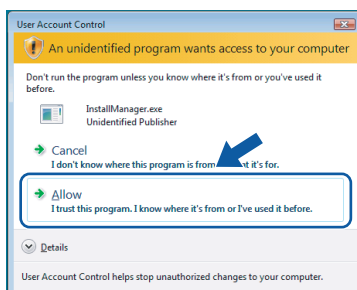 User Account Control
An unidentified program wants access to your computer
Don't run the program unless you know where it's from or you've used it
before.
InstallManager.exe
Unidentified Publisher
Cancel
I don't know where this program is from it's for.
Allow
I trust this program. I know where it's from or I've used it before.
Details
User Account Control helps stop unauthorized changes to your computer.